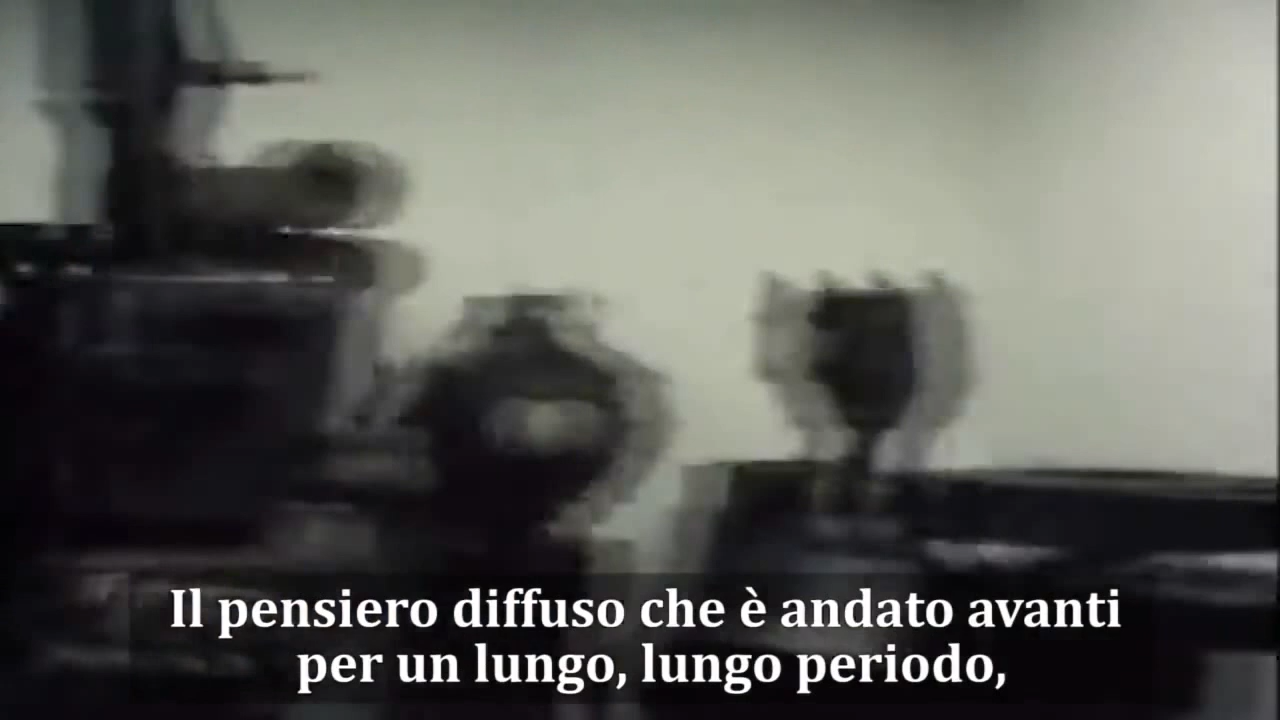 Il pensiero diffuso che è andato avanti
per un lungo, lungo periodo,